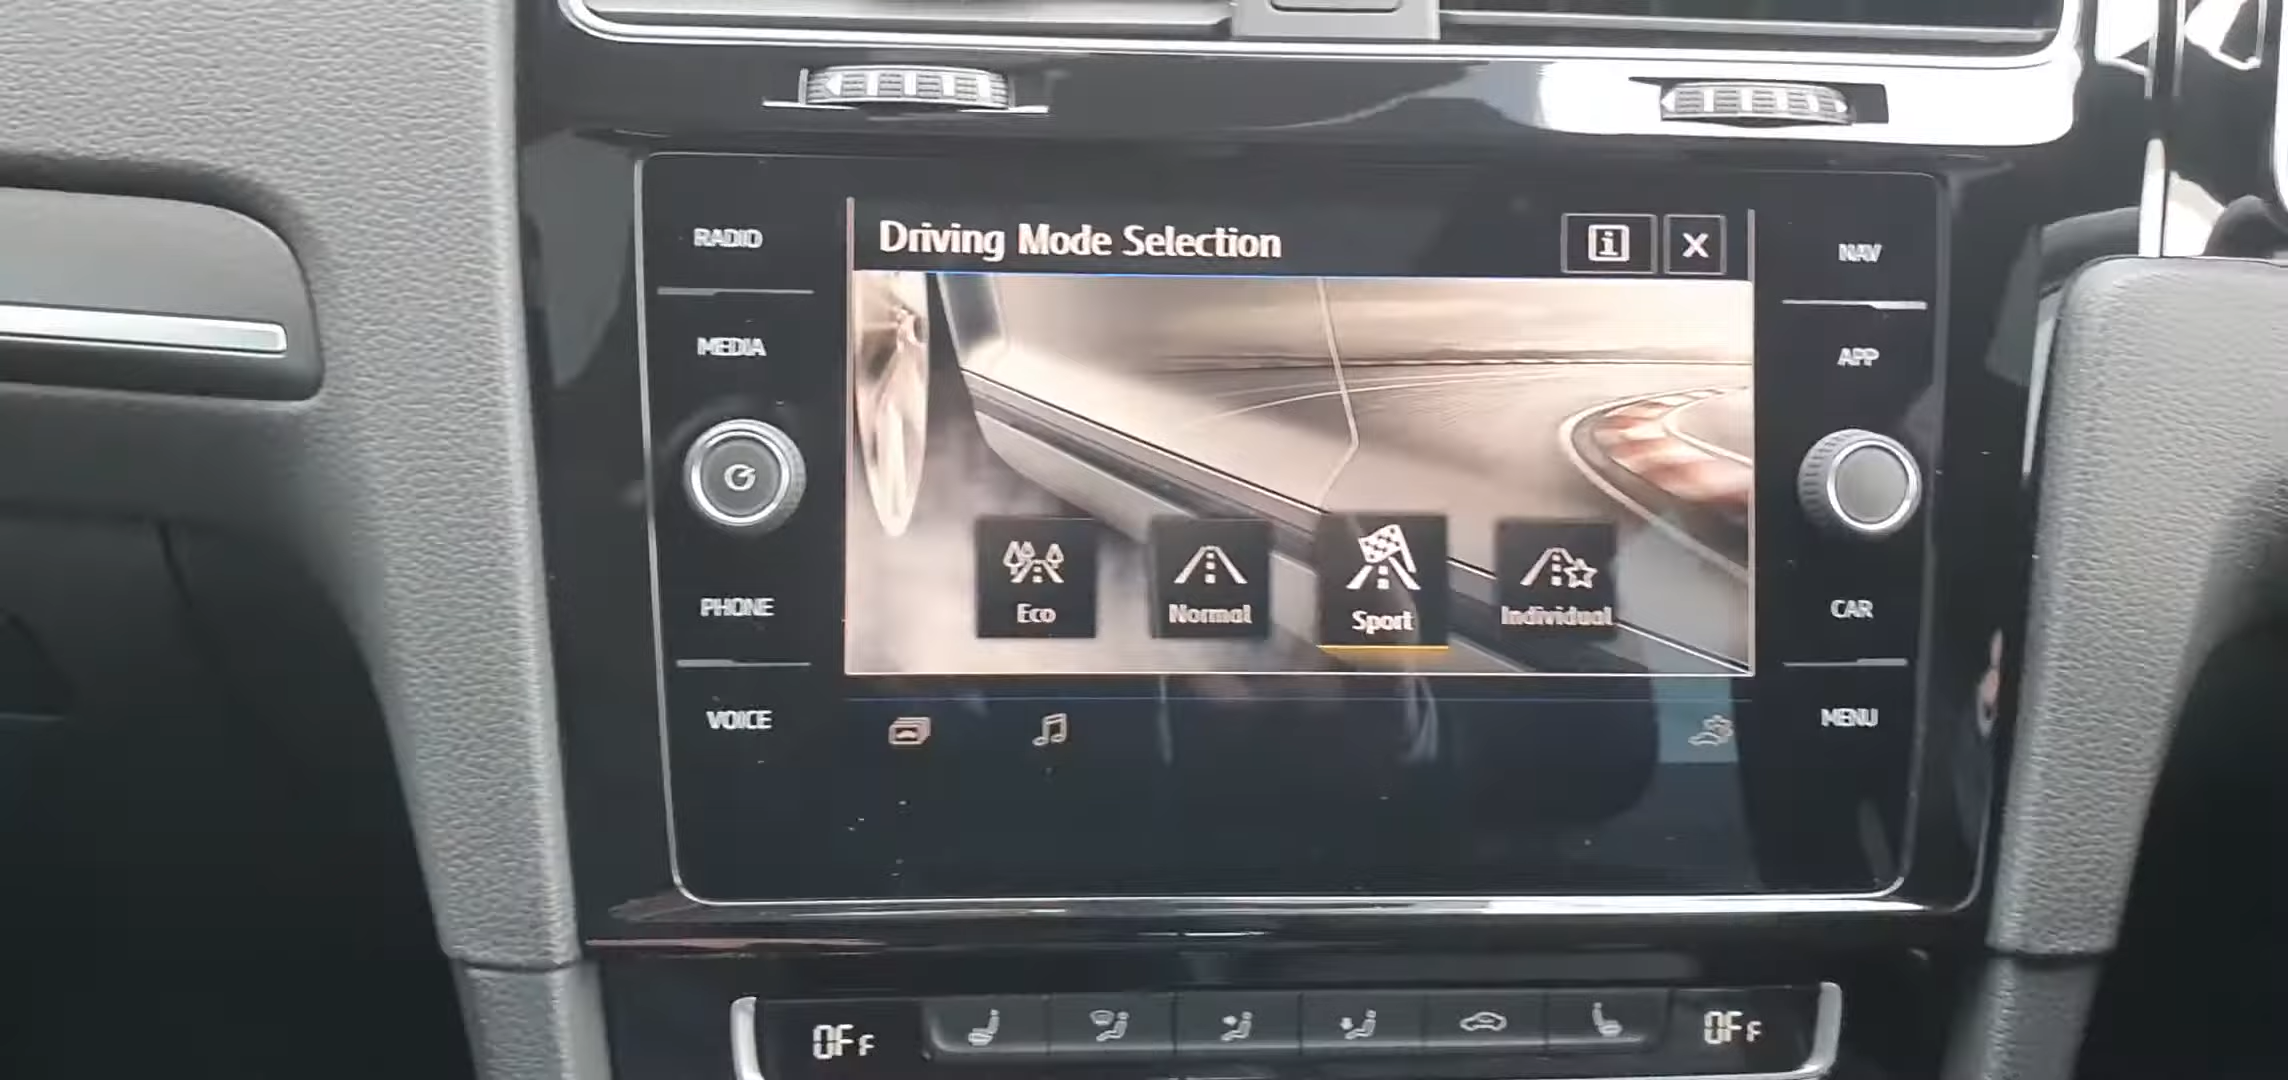 RADIO
MEDIA
PHONE
VOICE
Driving Mode Selection
i X
Eco
Normal
Sport
Individual
NAV
APP
CAR
MENU
OFF
OFF